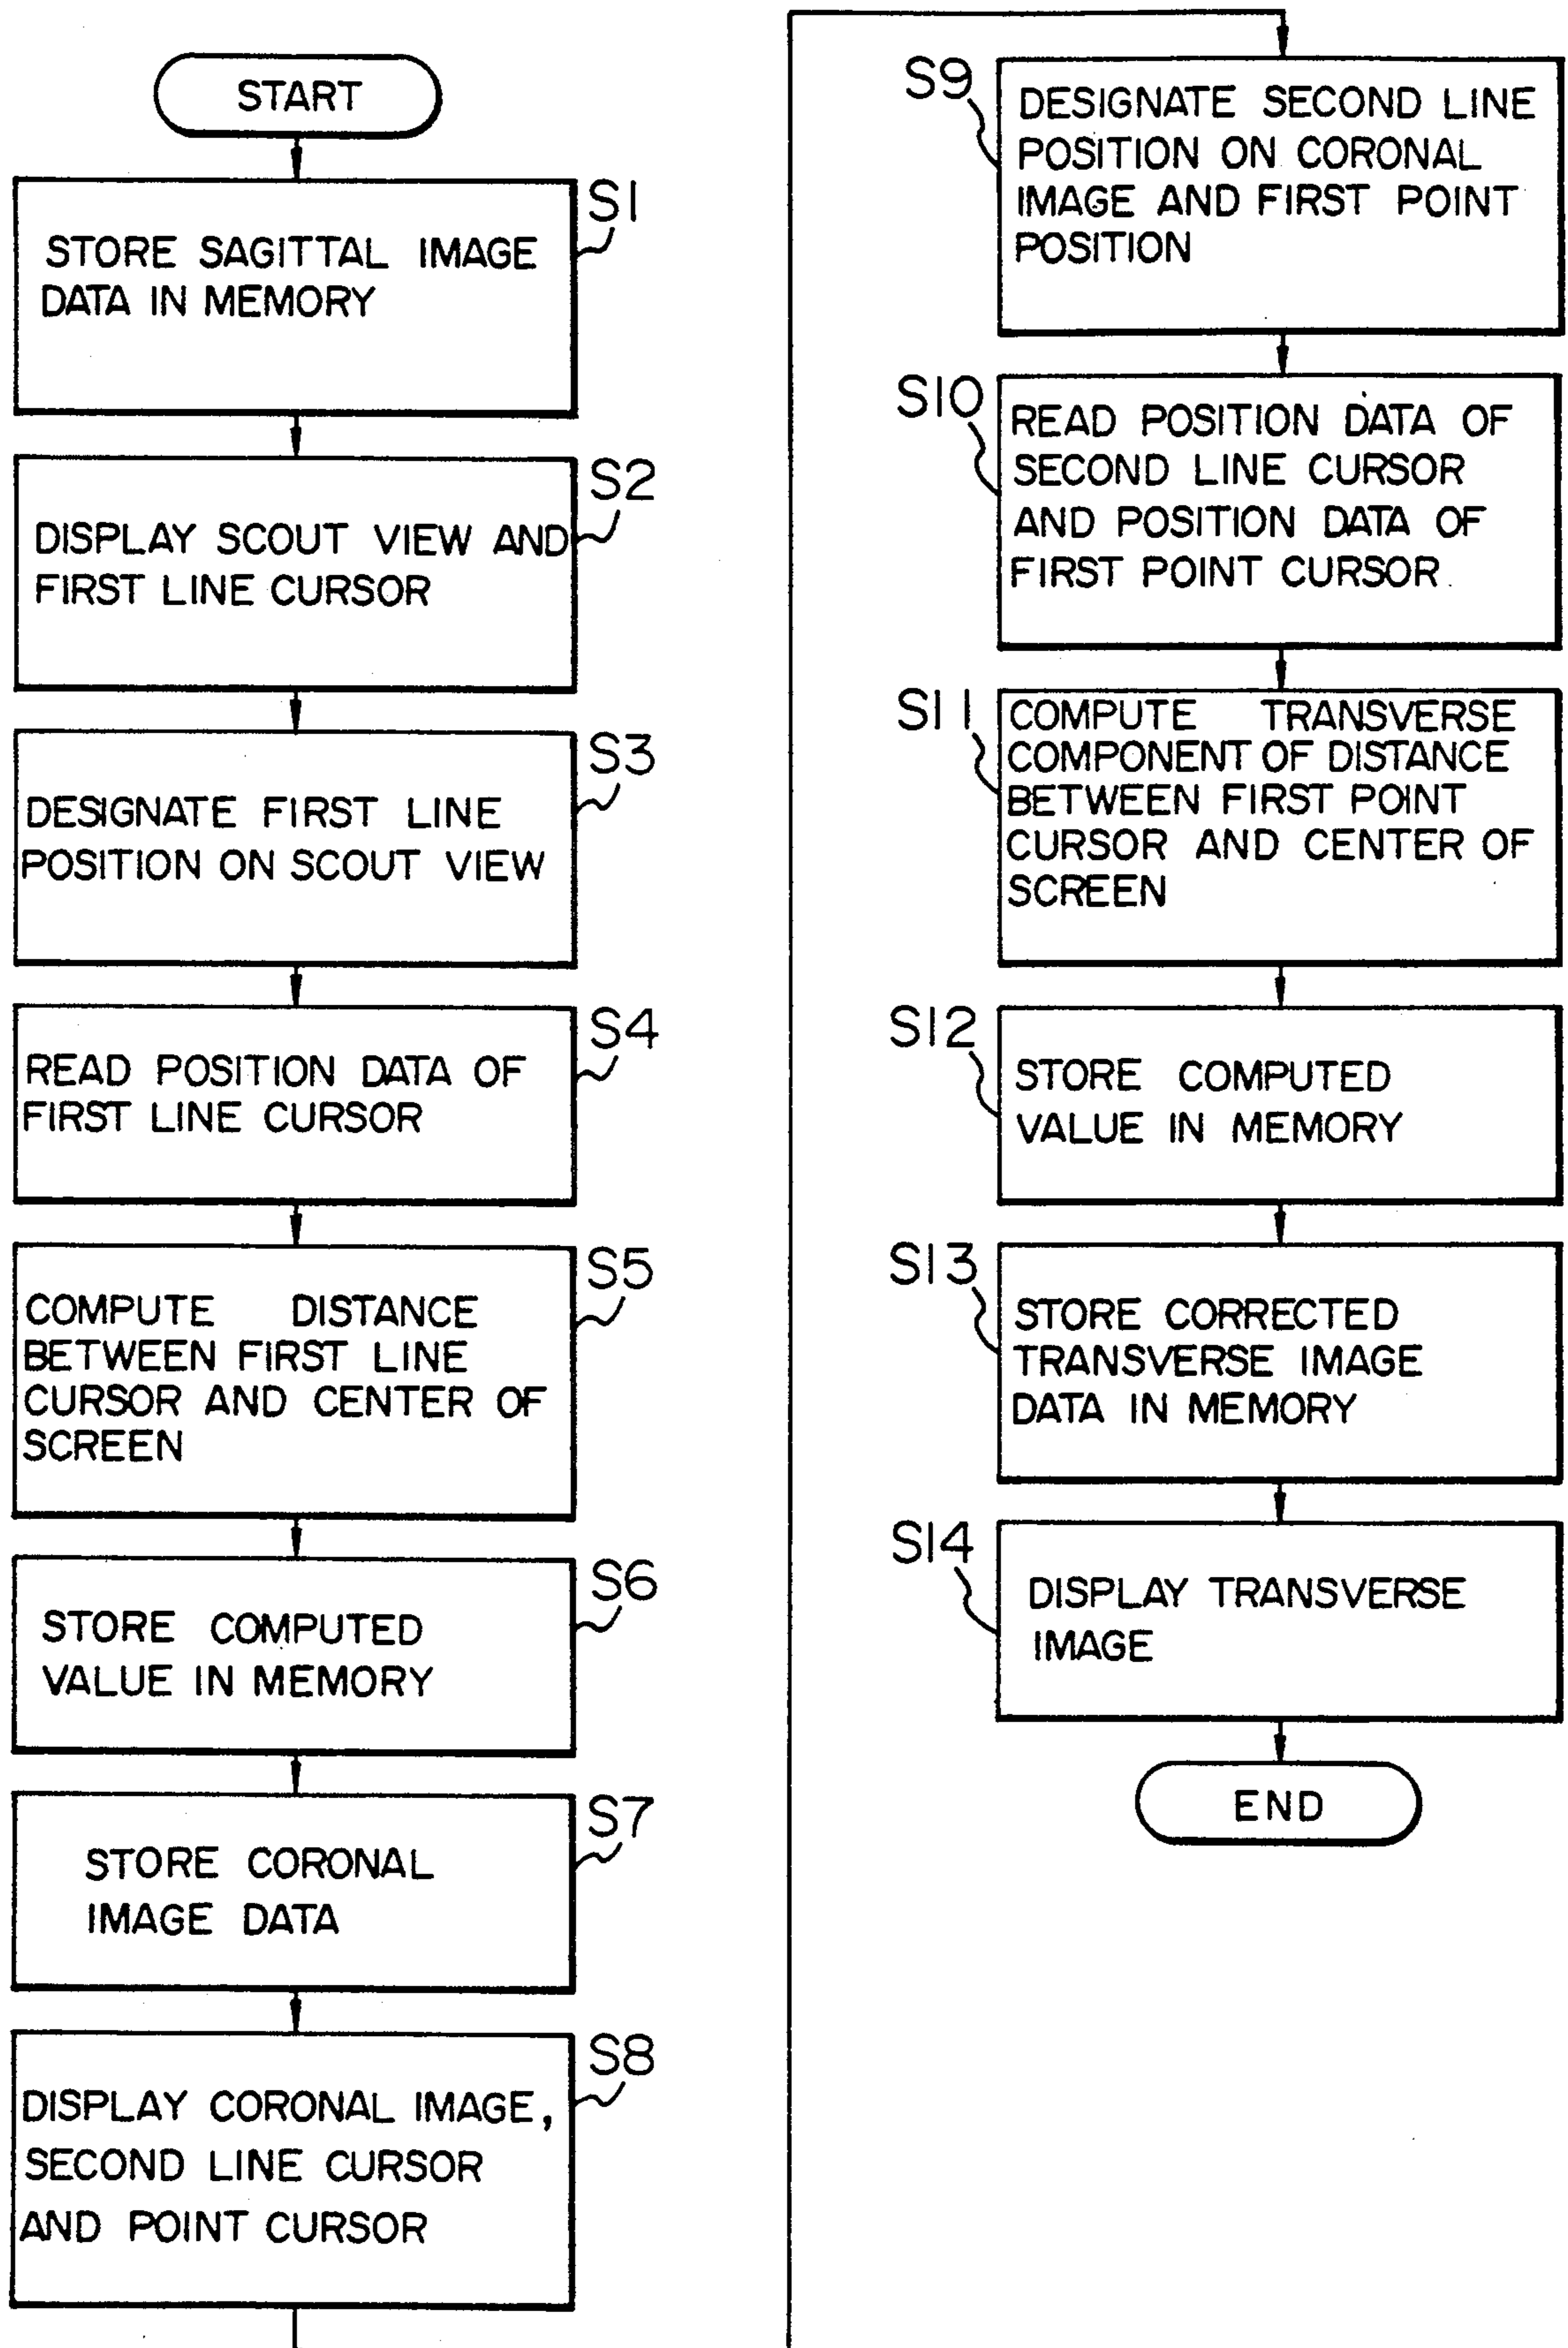 START
S1
STORE SAGITTAL IMAGE
DATA IN MEMORY
S2
DISPLAY SCOUT VIEW AND
FIRST LINE CURSOR
S3
DESIGNATE FIRST LINE
POSITION ON SCOUT VIEW
S4
READ POSITION DATA OF
FIRST LINE CURSOR
S5
COMPUTE DISTANCE
BETWEEN FIRST LINE
CURSOR AND CENTER OF
SCREEN
S6
STORE COMPUTED
VALUE IN MEMORY
S7
STORE CORONAL
IMAGE DATA
S8
DISPLAY CORONAL IMAGE,
SECOND LINE CURSOR
AND POINT CURSOR
S9
DESIGNATE SECOND LINE
POSITION ON CORONAL
IMAGE AND FIRST POINT
POSITION
S10
READ POSITION DATA OF
SECOND LINE CURSOR
AND POSITION DATA OF
FIRST POINT CURSOR
S11
COMPUTE TRANSVERSE
COMPONENT OF DISTANCE
BETWEEN FIRST POINT
CURSOR AND CENTER OF
SCREEN
S12
STORE COMPUTED
VALUE IN MEMORY
S13
STORE CORRECTED
TRANSVERSE IMAGE
DATA IN MEMORY
S14
DISPLAY TRANSVERSE
IMAGE
END